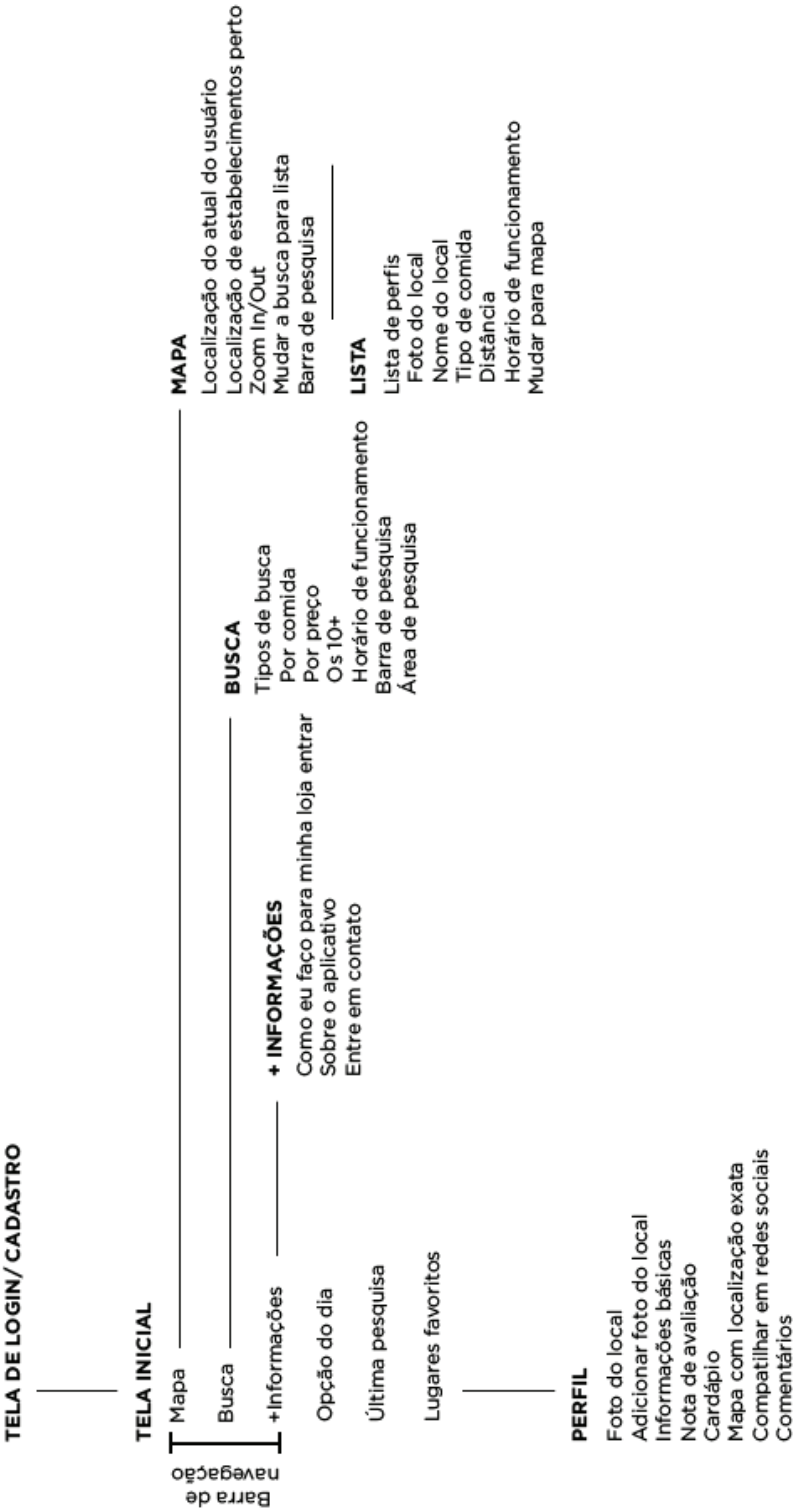 TELA DE LOGIN/ CADASTRO
TELA INICIAL
Barra de
navegação
Mapa
Busca
+Informações
Opção do dia
Última pesquisa
Lugares favoritos
PERFIL
Foto do local
Adicionar foto do local
Informações básicas
Nota de avaliação
Cardápio
Mapa com localização exata
Compatilhar em redes sociais
Comentários
+ INFORMAÇÕES
Como eu faço para minha loja entrar
Sobre o aplicativo
Entre em contato
BUSCA
Tipos de busca
Por comida
Por preço
Os 10+
Horário de funcionamento
Barra de pesquisa
Área de pesquisa
MAPA
Localização do atual do usuário
Localização de estabelecimentos perto
Zoom In/Out
Mudar a busca para lista
Barra de pesquisa
LISTA
Lista de perfis
Foto do local
Nome do local
Tipo de comida
Distância
Horário de funcionamento
Mudar para mapa